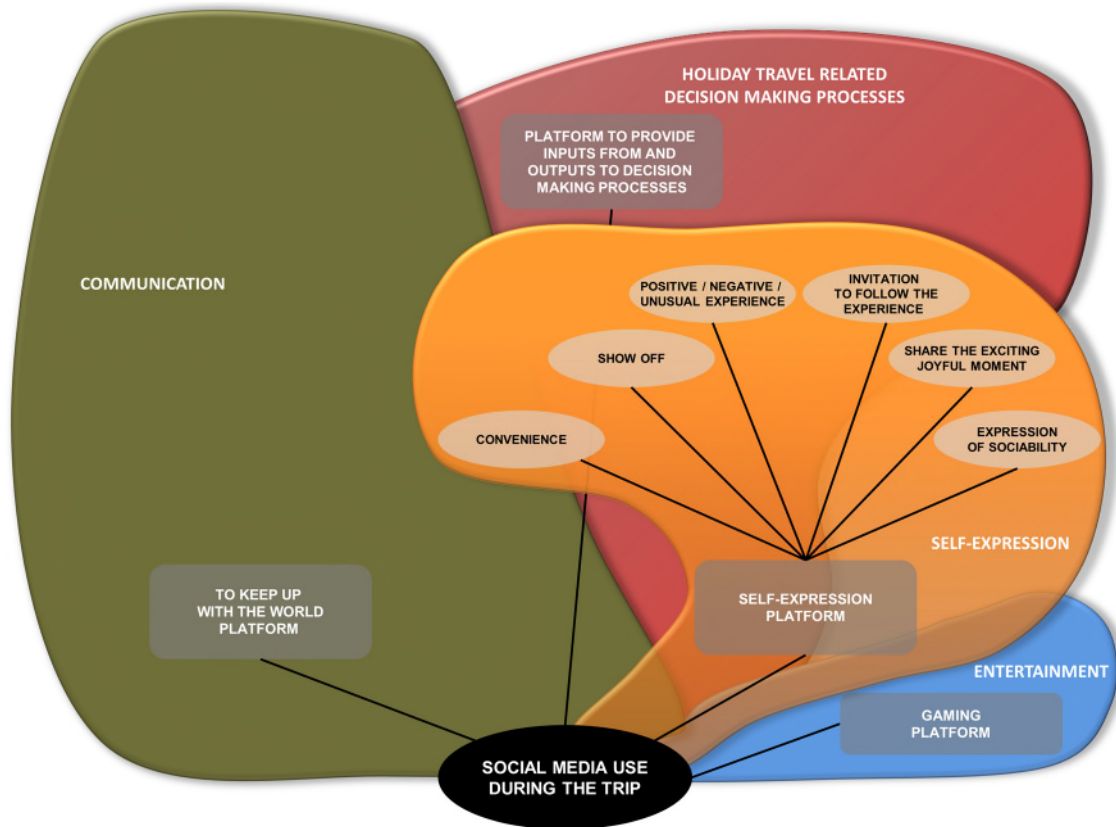 HOLIDAY TRAVEL RELATED
DECISION MAKING PROCESSES
PLATFORM TO PROVIDE
INPUTS FROM AND
OUTPUTS TO DECISION
MAKING PROCESSES
COMMUNICATION
POSITIVE / NEGATIVE /
UNUSUAL EXPERIENCE
INVITATION
TO FOLLOW THE
EXPERIENCE
SHOW OFF
SHARE THE EXCITING
JOYFUL MOMENT
CONVENIENCE
EXPRESSION
OF SOCIABILITY
SELF-EXPRESSION
TO KEEP UP
WITH THE WORLD
PLATFORM
SELF-EXPRESSION
PLATFORM
ENTERTAINMENT
GAMING
PLATFORM
SOCIAL MEDIA USE
DURING THE TRIP